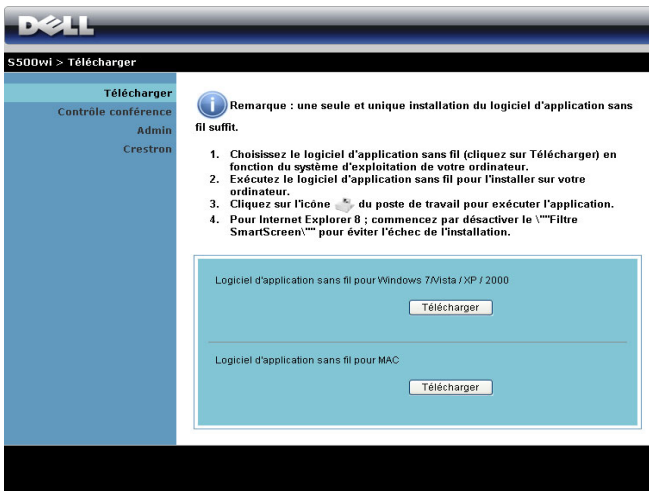 DELL
S500wi > Télécharger
Télécharger
Contrôle conférence
Admin
Crestron
Remarque : une seule et unique installation du logiciel d'application sans
fil suffit.
1. Choisissez le logiciel d'application sans fil (cliquez sur Télécharger) en
fonction du système d'exploitation de votre ordinateur.
2. Exécutez le logiciel d'application sans fil pour l'installer sur votre
ordinateur.
3. Cliquez sur l'icône du poste de travail pour exécuter l'application.
4. Pour Internet Explorer 8 ; commencez par désactiver le \""Filtre
SmartScreen\"" pour éviter l'échec de l'installation.
Logiciel d'application sans fil pour Windows 7/Vista / XP / 2000
Télécharger
Logiciel d'application sans fil pour MAC
Télécharger